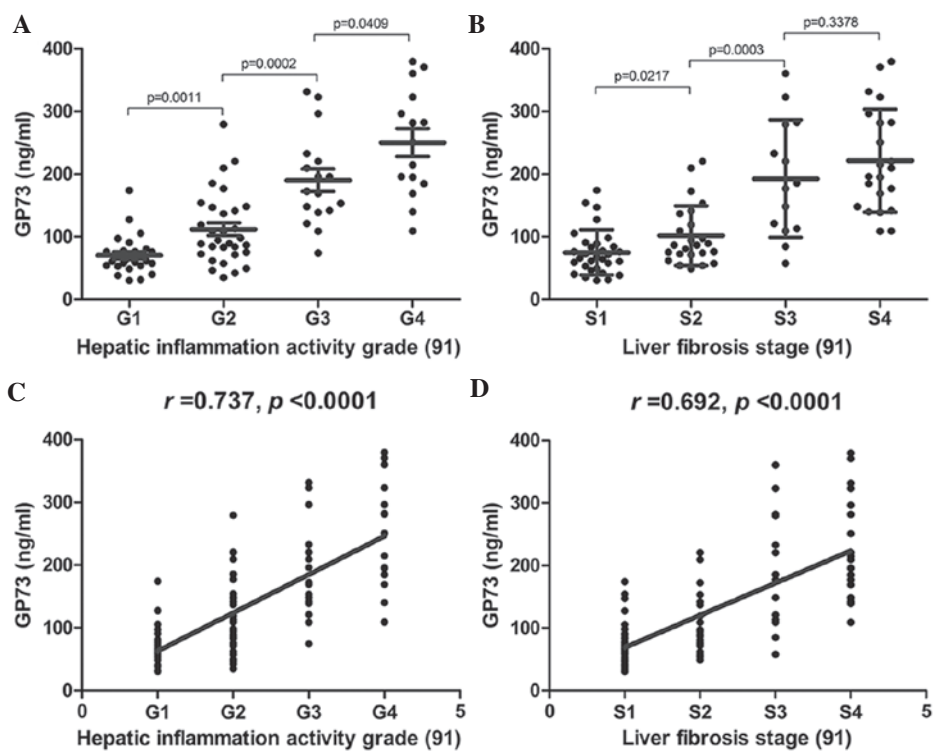 A
p=0.0409
p=0.0002
p=0.0011
GP73 (ng/ml)
400
300
200
100
0
G1 G2 G3 G4
Hepatic inflammation activity grade (91)
B
p=0.3378
p=0.0003
p=0.0217
GP73 (ng/ml)
400
300
200
100
0
S1 S2 S3 S4
Liver fibrosis stage (91)
C
r =0.737, p <0.0001
GP73 (ng/ml)
400
300
200
100
0
0 G1 G2 G3 G4 5
Hepatic inflammation activity grade (91)
D
r =0.692, p <0.0001
GP73 (ng/ml)
400
300
200
100
0
0 S1 S2 S3 S4 5
Liver fibrosis stage (91)